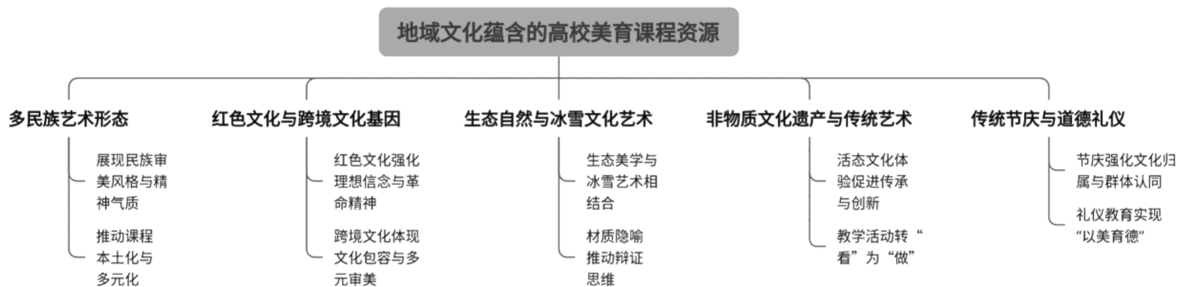 地域文化蕴含的高校美育课程资源
多民族艺术形态
展现民族审
美风格与精
神气质
推动课程
本土化与
多元化
红色文化与跨境文化基因
红色文化强化
理想信念与革
命精神
跨境文化体现
文化包容与多
元审美
生态自然与冰雪文化艺术
生态美学与
冰雪艺术相
结合
材质隐喻
推动辩证
思维
非物质文化遗产与传统艺术
活态文化体
验促进传承
与创新
教学活动转“
看”为“做”
传统节庆与道德礼仪
节庆强化文化归
属与群体认同
礼仪教育实现
“以美育德”